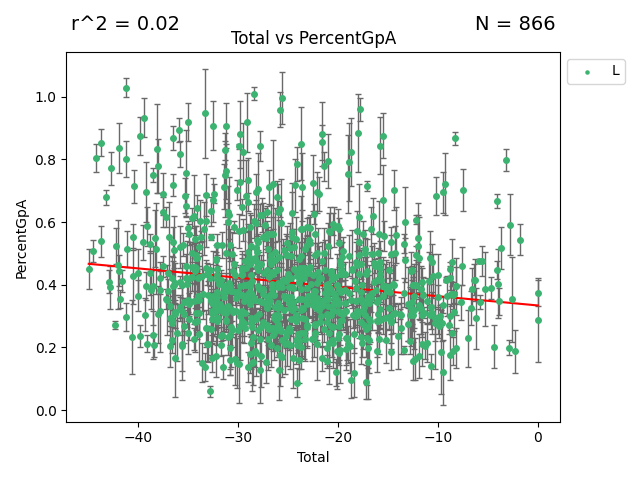 r^2 = 0.02
N = 866
Total vs PercentGpA
L
1.0
0.8
0.6
0.4
0.2
0.0
PercentGpA
−40
−30
−20
−10
0
Total